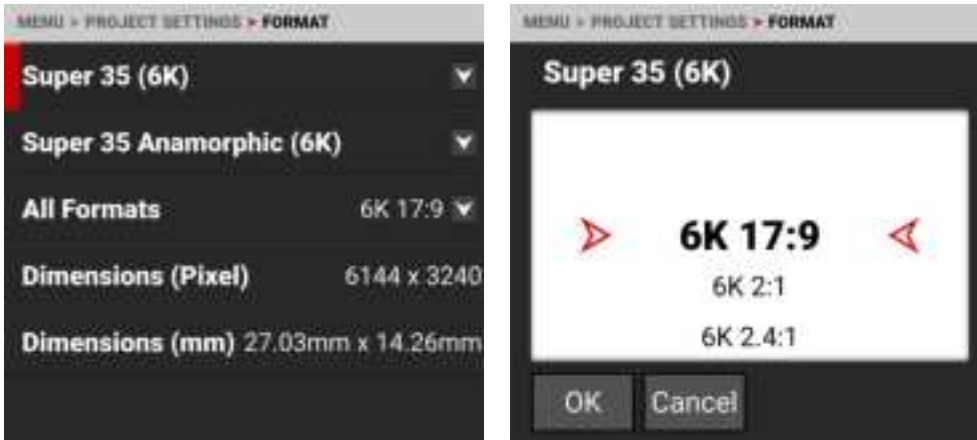 MENU > PROJECT SETTINGS > FORMAT
Super 35 (6K)
Super 35 Anamorphic (6K)
All Formats 6K 17:9
Dimensions (Pixel) 6144 x 3240
Dimensions (mm) 27.03mm x 14.26mm
MENU > PROJECT SETTINGS > FORMAT
Super 35 (6K)
6K 17:9
6K 2:1
6K 2.4:1
OK Cancel